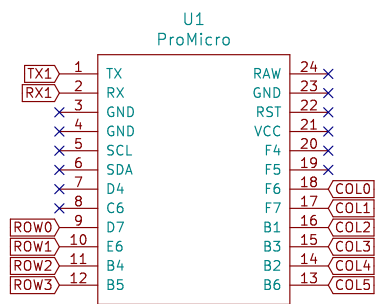 U1
ProMicro
TX1 1 TX RAW 24
RX1 2 RX GND 23
3 GND RST 22
4 GND VCC 21
5 SCL F4 20
6 SDA F5 19
7 D4 F6 18 COL0
8 C6 F7 17 COL1
ROW0 9 D7 B1 16 COL2
ROW1 10 E6 B3 15 COL3
ROW2 11 B4 B2 14 COL4
ROW3 12 B5 B6 13 COL5